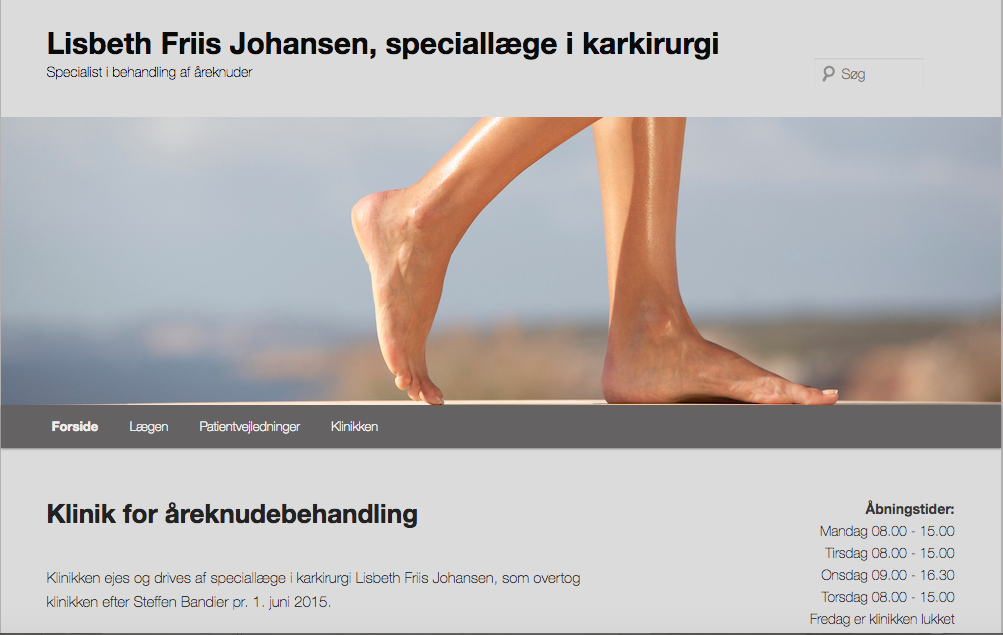 Lisbeth Friis Johansen, speciallæge i karkirurgi
Specialist i behandling af åreknuder
Søg
Forside Lægen Patientvejledninger Klinikken
Klinik for åreknudebehandling
Klinikken ejes og drives af speciallæge i karkirurgi Lisbeth Friis Johansen, som overtog
klinikken efter Steffen Bandier pr. 1. juni 2015.
Åbningstider:
Mandag 08.00 - 15.00
Tirsdag 08.00 - 15.00
Onsdag 09.00 - 16.30
Torsdag 08.00 - 15.00
Fredag er klinikken lukket